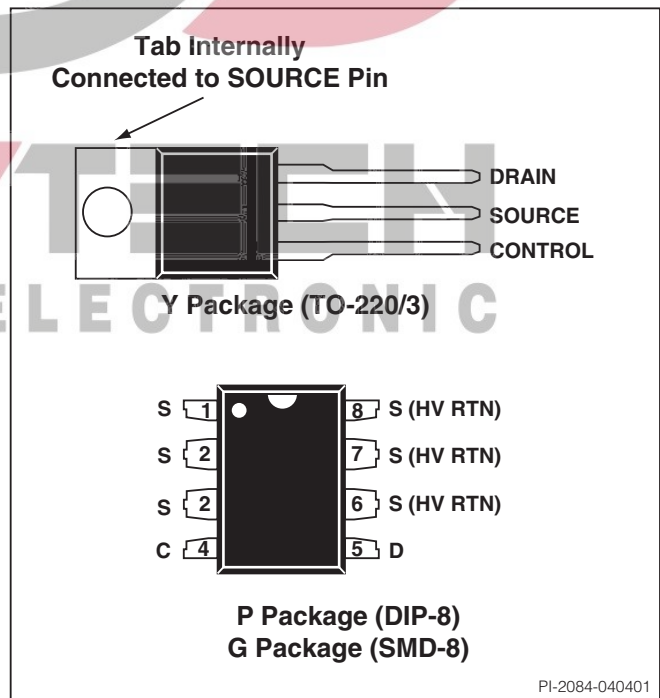 Tab Internally
Connected to SOURCE Pin
DRAIN
SOURCE
CONTROL
Y Package (TO-220/3)
ELECTRONIC
S 1 8 S (HV RTN)
S 2 7 S (HV RTN)
S 2 6 S (HV RTN)
C 4 5 D
P Package (DIP-8)
G Package (SMD-8)
PI-2084-040401